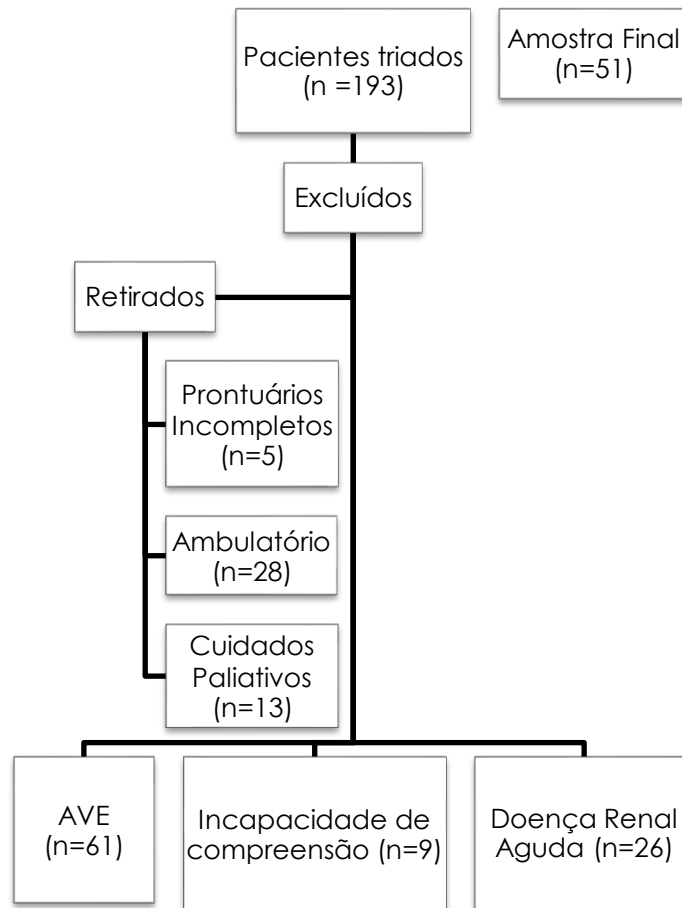 Pacientes triados
(n =193)
Amostra Final
(n=51)
Excluídos
Retirados
Prontuários
Incompletos
(n=5)
Ambulatório
(n=28)
Cuidados
Paliativos
(n=13)
AVE
(n=61)
Incapacidade de
compreensão (n=9)
Doença Renal
Aguda (n=26)